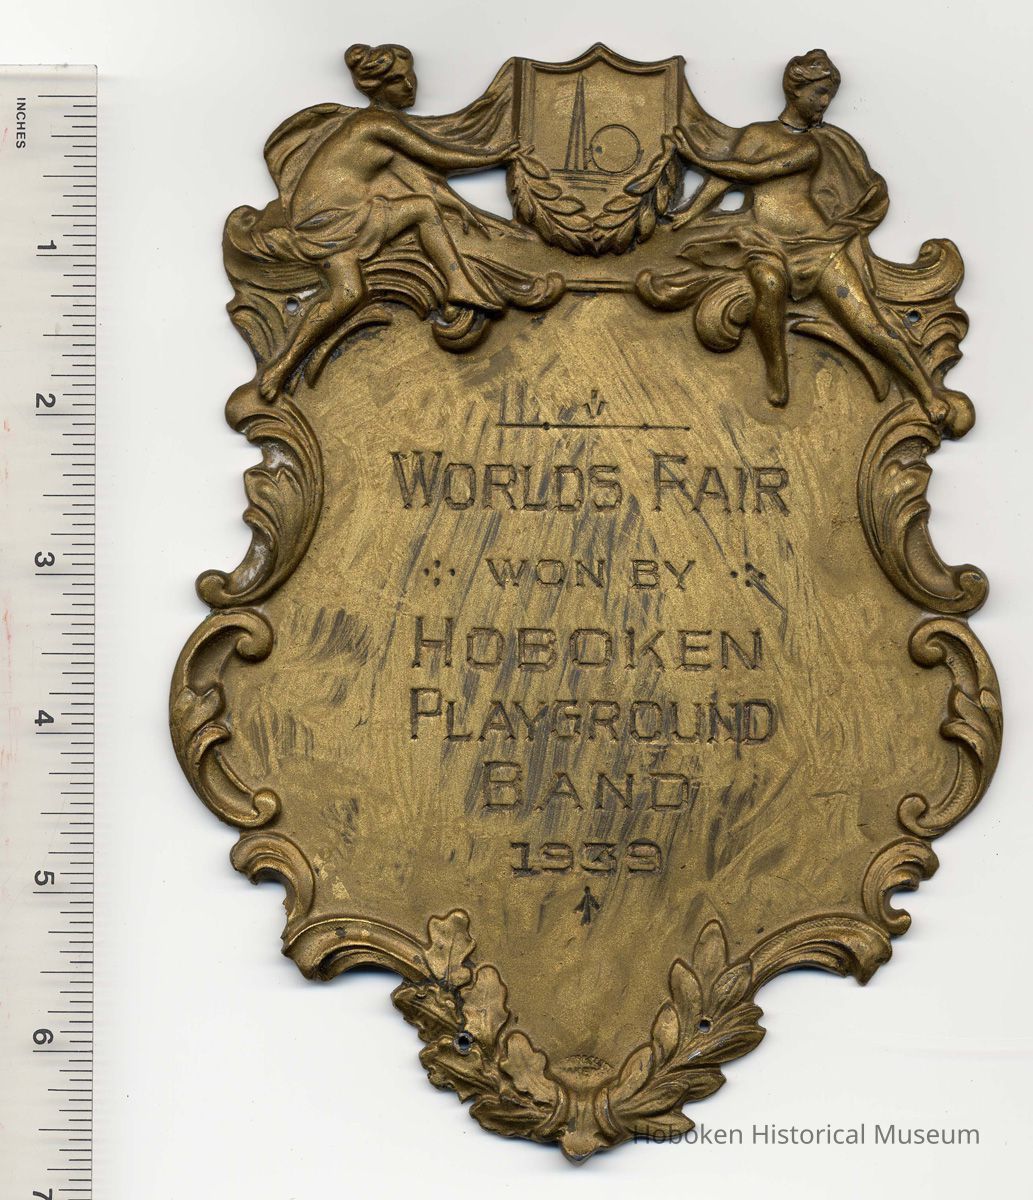 INCHES
1
2
3
4
5
6
7
WORLDS FAIR
WON BY
HOBOKEN
PLAYGROUND
BAND
1939
Hoboken Historical Museum